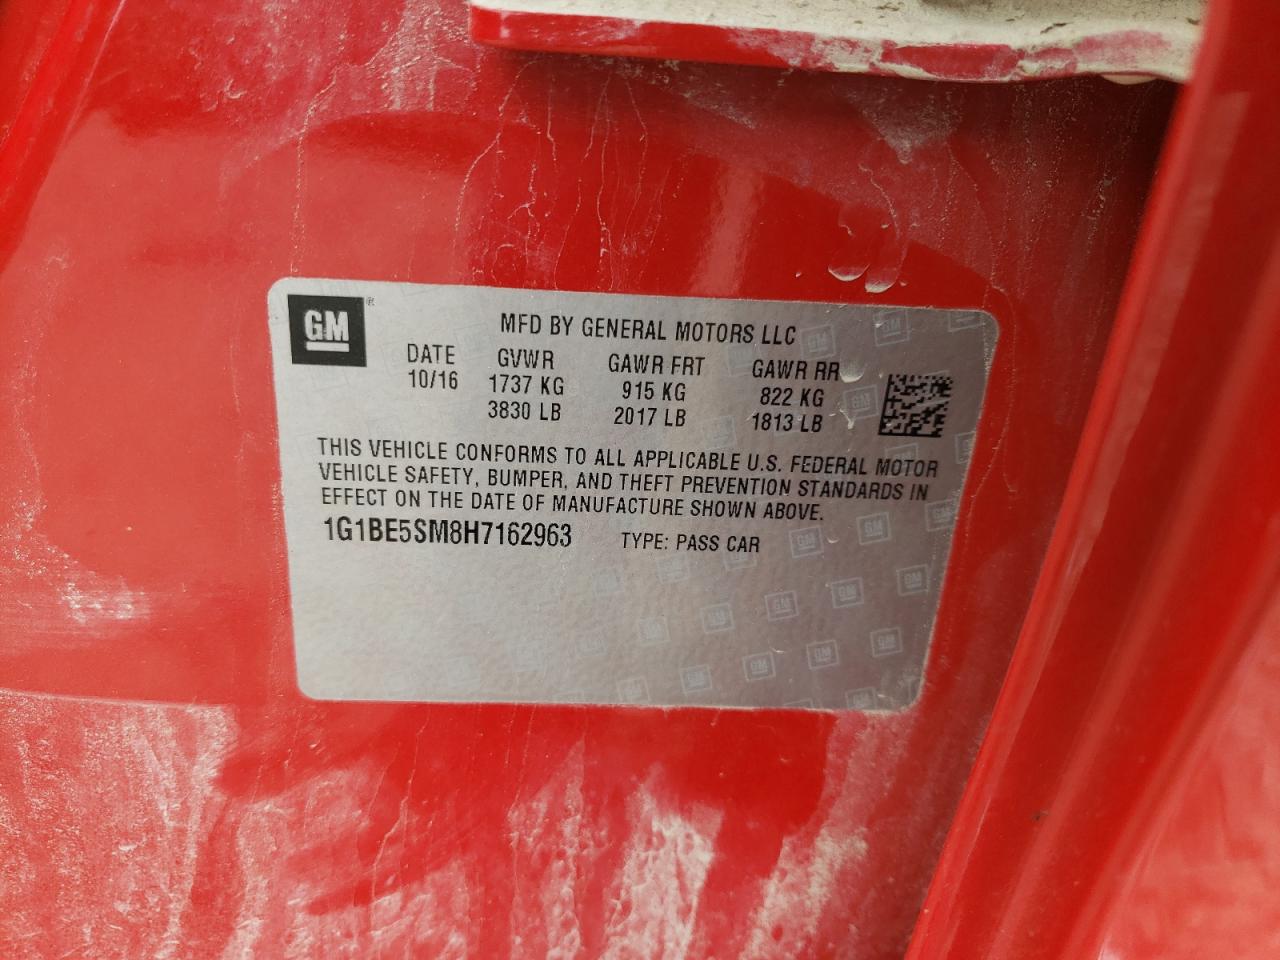 GM ®
MFD BY GENERAL MOTORS LLC
DATE GVWR GAWR FRT GAWR RR
10/16 1737 KG 915 KG 822 KG
3830 LB 2017 LB 1813 LB
THIS VEHICLE CONFORMS TO ALL APPLICABLE U.S. FEDERAL MOTOR
VEHICLE SAFETY, BUMPER, AND THEFT PREVENTION STANDARDS IN
EFFECT ON THE DATE OF MANUFACTURE SHOWN ABOVE.
1G1BE5SM8H7162963 TYPE: PASS CAR